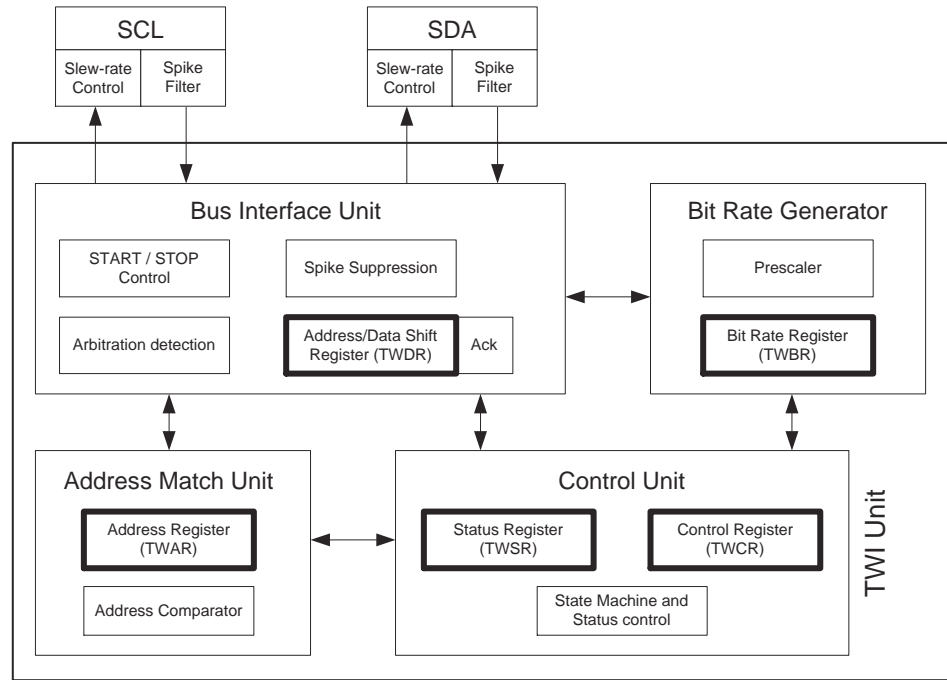 SCL
SDA
Slew-rate
Control
Spike
Filter
Slew-rate
Control
Spike
Filter
Bus Interface Unit
START / STOP
Control
Spike Suppression
Arbitration detection
Address/Data Shift
Register (TWDR)
Ack
Bit Rate Generator
Prescaler
Bit Rate Register
(TWBR)
Address Match Unit
Address Register
(TWAR)
Address Comparator
Control Unit
Status Register
(TWSR)
Control Register
(TWCR)
State Machine and
Status control
TWI Unit